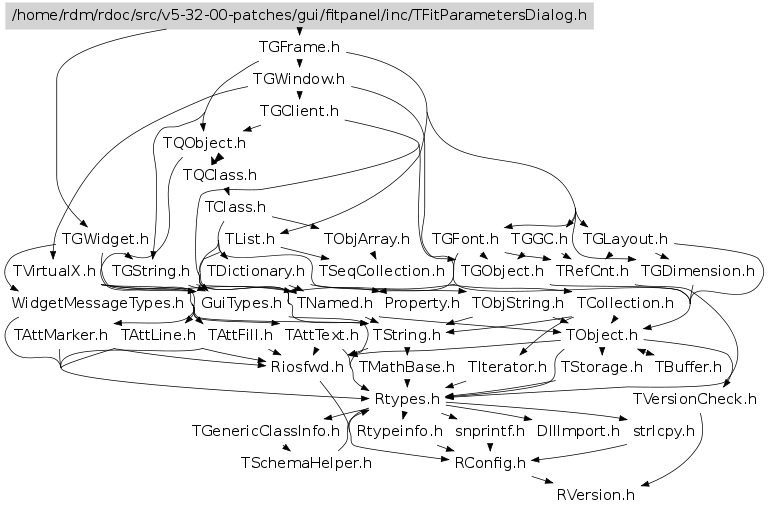 /home/rdm/rdoc/src/v5-32-00-patches/gui/fitpanel/inc/TFitParametersDialog.h
TGFrame.h
TGWindow.h
TGClient.h
TQObject.h
TQClass.h
TClass.h
TGWidget.h TList.h TObjArray.h TGFont.h TGGC.h TGLayout.h
TVirtualX.h TGString.h TDictionary.h TSeqCollection.h TGObject.h TRefCnt.h TGDimension.h
WidgetMessageTypes.h GuiTypes.h TNamed.h Property.h TObjString.h TCollection.h
TAttMarker.h TAttLine.h TAttFill.h TAttText.h TString.h TObject.h
Riosfwd.h TMathBase.h TIterator.h TStorage.h TBuffer.h
Rtypes.h TVersionCheck.h
TGenericClassInfo.h Rtypeinfo.h snprintf.h DllImport.h strlcpy.h
TSchemaHelper.h RConfig.h
RVersion.h